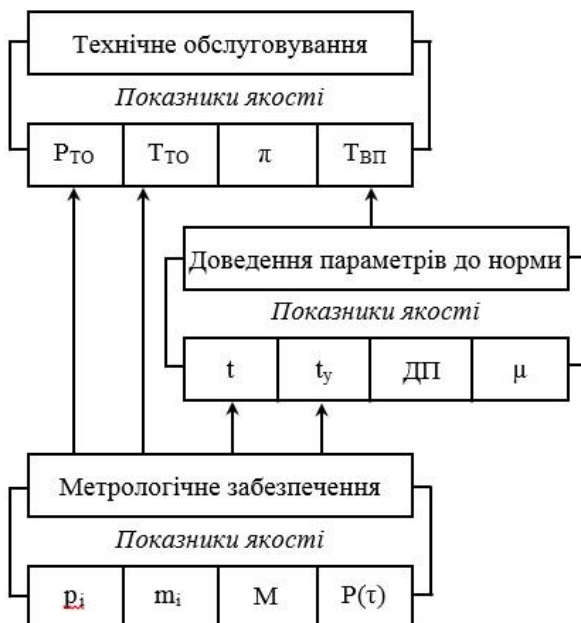 Технічне обслуговування
Показники якості
PТО TТО π TВП
Доведення параметрів до норми
Показники якості
t tу ДП μ
Метрологічне забезпечення
Показники якості
pi mi M P(τ)